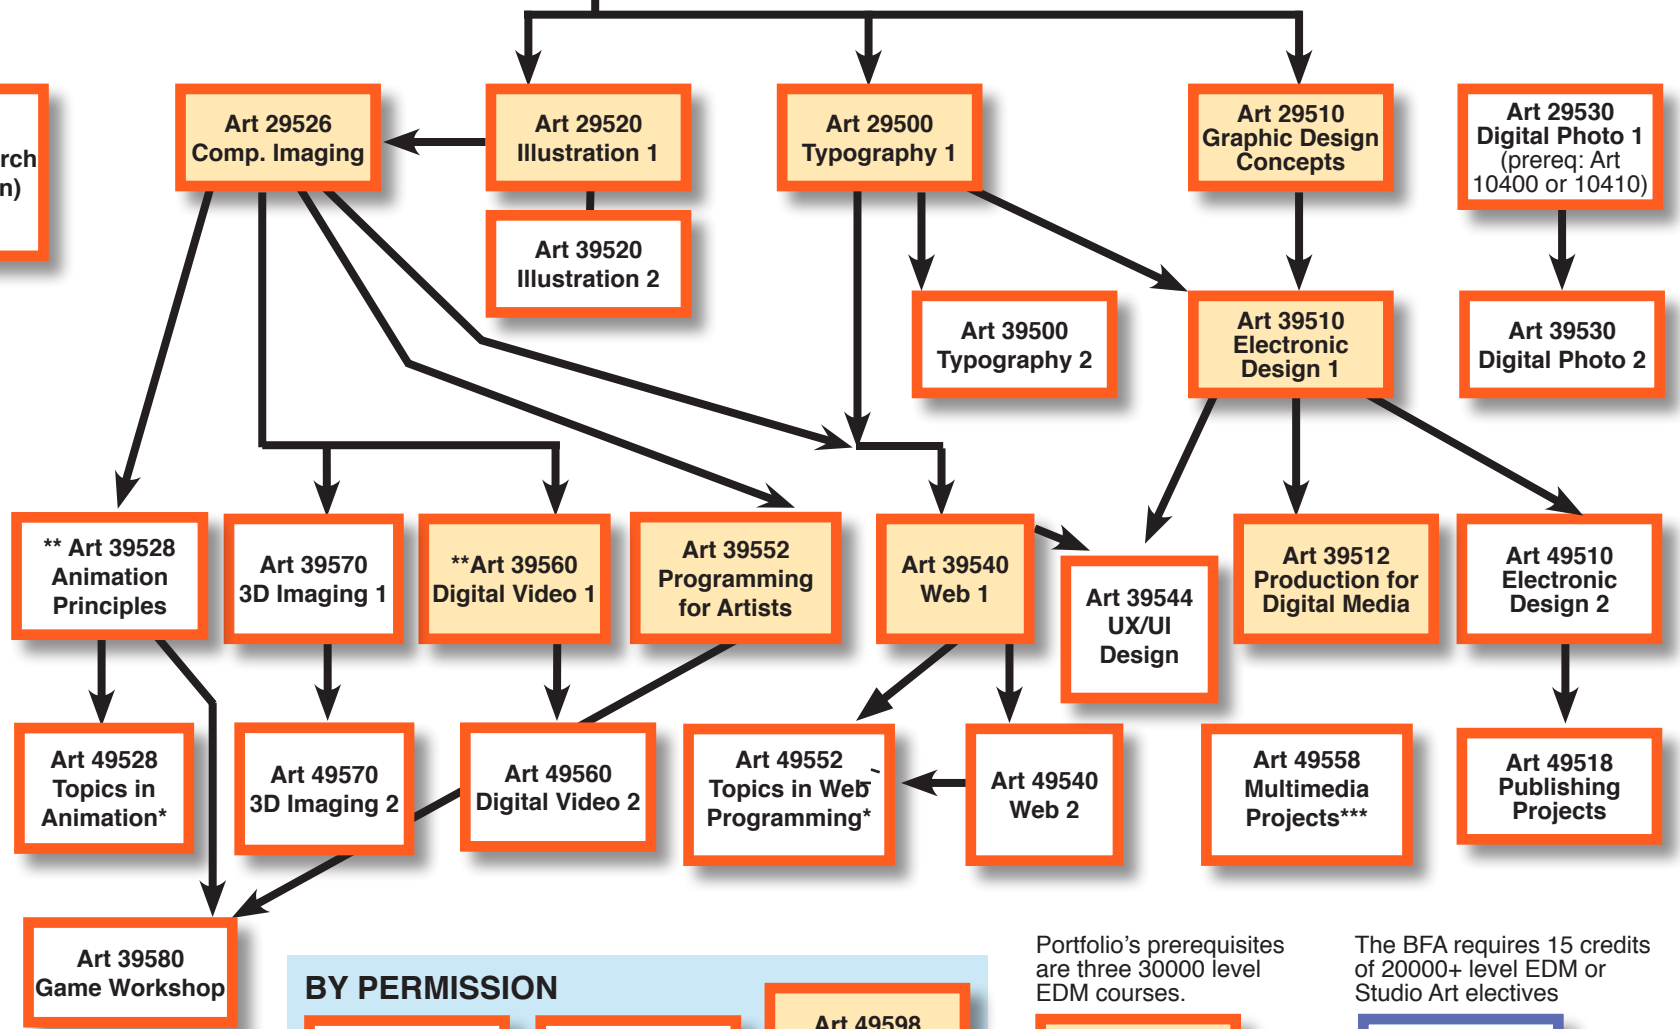 rch
n)
Art 29526
Comp. Imaging
Art 29520
Illustration 1
Art 29500
Typography 1
Art 29510
Graphic Design
Concepts
Art 29530
Digital Photo 1
(prereq: Art
10400 or 10410)
Art 39520
Illustration 2
Art 39500
Typography 2
Art 39510
Electronic
Design 1
Art 39530
Digital Photo 2
** Art 39528
Animation
Principles
Art 39570
3D Imaging 1
**Art 39560
Digital Video 1
Art 39552
Programming
for Artists
Art 39540
Web 1
Art 39544
UX/UI
Design
Art 39512
Production for
Digital Media
Art 49510
Electronic
Design 2
Art 49528
Topics in
Animation*
Art 49570
3D Imaging 2
Art 49560
Digital Video 2
Art 49552
Topics in Web
Programming*
Art 49540
Web 2
Art 49558
Multimedia
Projects***
Art 49518
Publishing
Projects
Art 39580
Game Workshop
BY PERMISSION
Art 49598
Portfolio’s prerequisites
are three 30000 level
EDM courses.
The BFA requires 15 credits
of 20000+ level EDM or
Studio Art electives